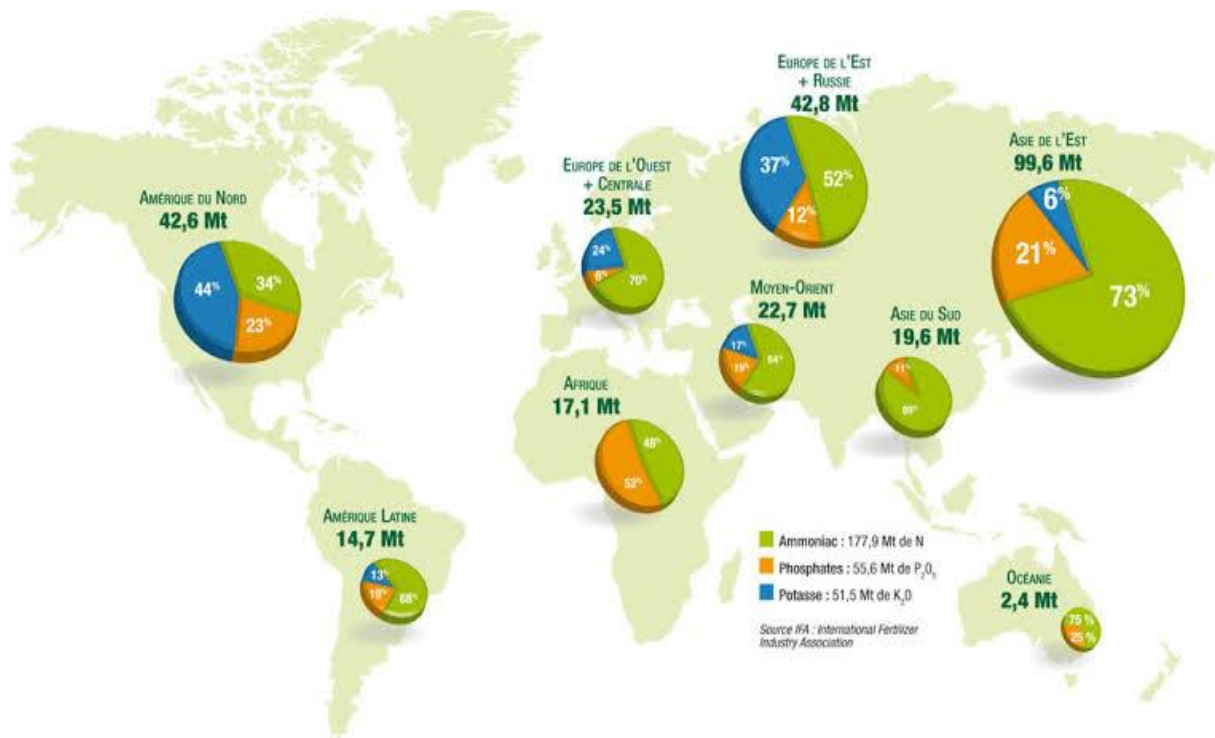 EUROPE DE L'EST
+ RUSSIE
42,8 Mt
37%
52%
12%
ASIE DE L'EST
99,6 Mt
6%
21%
73%
EUROPE DE L'OUEST
+ CENTRALE
23,5 Mt
24%
6%
70%
AMÉRIQUE DU NORD
42,6 Mt
44%
34%
23%
MOYEN-ORIENT
22,7 Mt
17%
64%
19%
ASIE DU SUD
19,6 Mt
11%
89%
AFRIQUE
17,1 Mt
48%
52%
AMÉRIQUE LATINE
14,7 Mt
13%
19%
68%
Ammoniac : 177,9 Mt de N
Phosphates : 55,6 Mt de P2O5
Potasse : 51,5 Mt de K2O
Source IFA : International Fertilizer
Industry Association
OCÉANIE
2,4 Mt
75 %
25 %